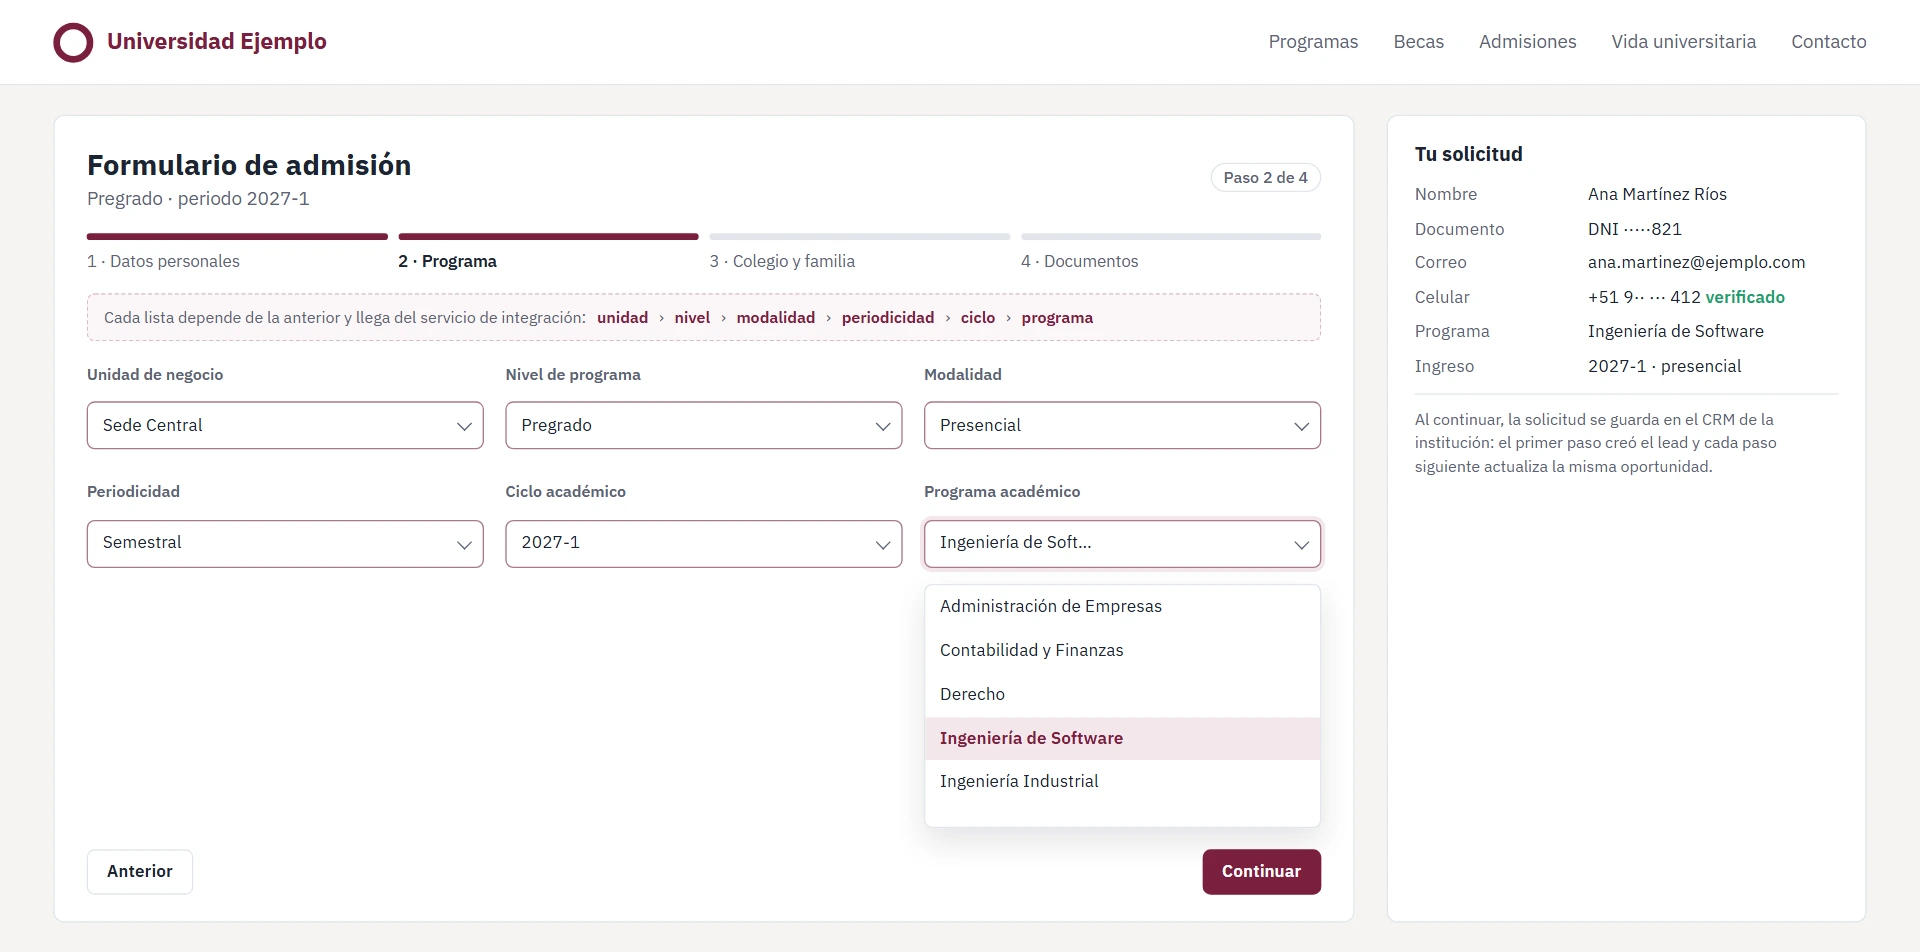 Universidad Ejemplo
Programas
Becas
Admisiones
Vida universitaria
Contacto
Formulario de admisión
Pregrado · periodo 2027-1
Paso 2 de 4
1 · Datos personales
2 · Programa
3 · Colegio y familia
4 · Documentos
Cada lista depende de la anterior y llega del servicio de integración: unidad › nivel › modalidad › periodicidad › ciclo › programa
Unidad de negocio
Nivel de programa
Modalidad
Sede Central
Pregrado
Presencial
Periodicidad
Ciclo académico
Programa académico
Semestral
2027-1
Ingeniería de Soft...
Administración de Empresas
Contabilidad y Finanzas
Derecho
Ingeniería de Software
Ingeniería Industrial
Anterior
Continuar
Tu solicitud
Nombre Ana Martínez Ríos
Documento DNI ·····821
Correo ana.martinez@ejemplo.com
Celular +51 9·· ··· 412 verificado
Programa Ingeniería de Software
Ingreso 2027-1 · presencial
Al continuar, la solicitud se guarda en el CRM de la
institución: el primer paso creó el lead y cada paso
siguiente actualiza la misma oportunidad.